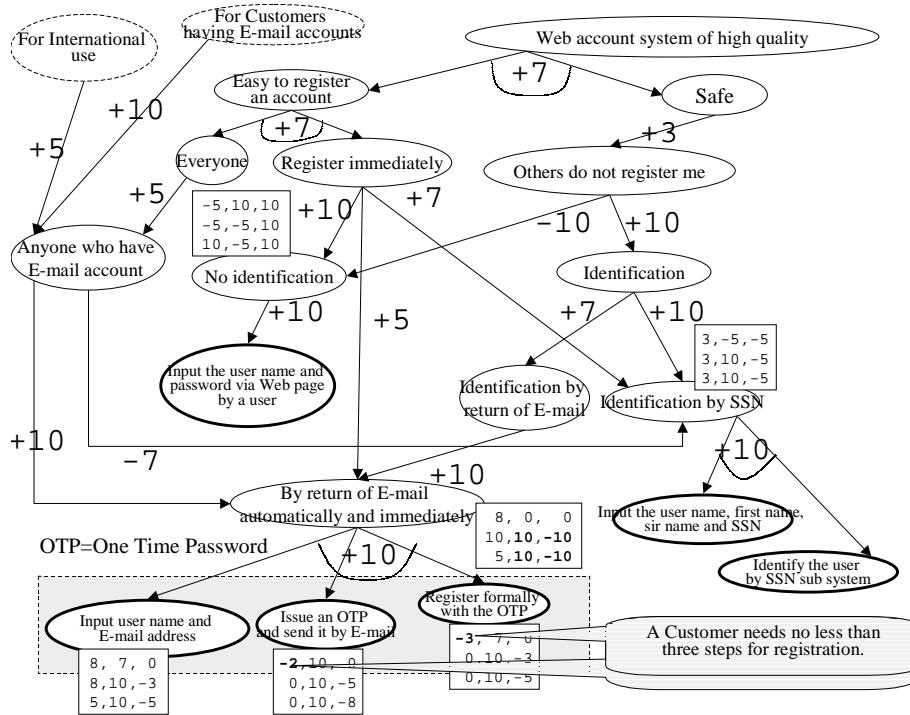 For International
use
For Customers
having E-mail accounts
Web account system of high quality
+7
Easy to register
an account
Safe
+10
+7
+3
+5
Everyone
Register immediately
Others do not register me
+5
-5,10,10
-5,-5,10
10,-5,10
+10
+7
-10
+10
Anyone who have
E-mail account
No identification
Identification
+10
+5
+7
+10
3,-5,-5
3,10,-5
3,10,-5
Input the user name and
password via Web page
by a user
Identification by
return of E-mail
Identification by SSN
+10
-7
+10
+10
By return of E-mail
automatically and immediately
8, 0, 0
10,10,-10
5,10,-10
Input the user name, first name,
sir name and SSN
OTP=One Time Password
+10
Identify the user
by SSN sub system
Input user name and
E-mail address
Issue an OTP
and send it by E-mail
Register formally
with the OTP
8, 7, 0
8,10,-3
5,10,-5
-2,10, 0
0,10,-5
0,10,-8
-3, 7, 0
0,10,-3
0,10,-5
A Customer needs no less than
three steps for registration.